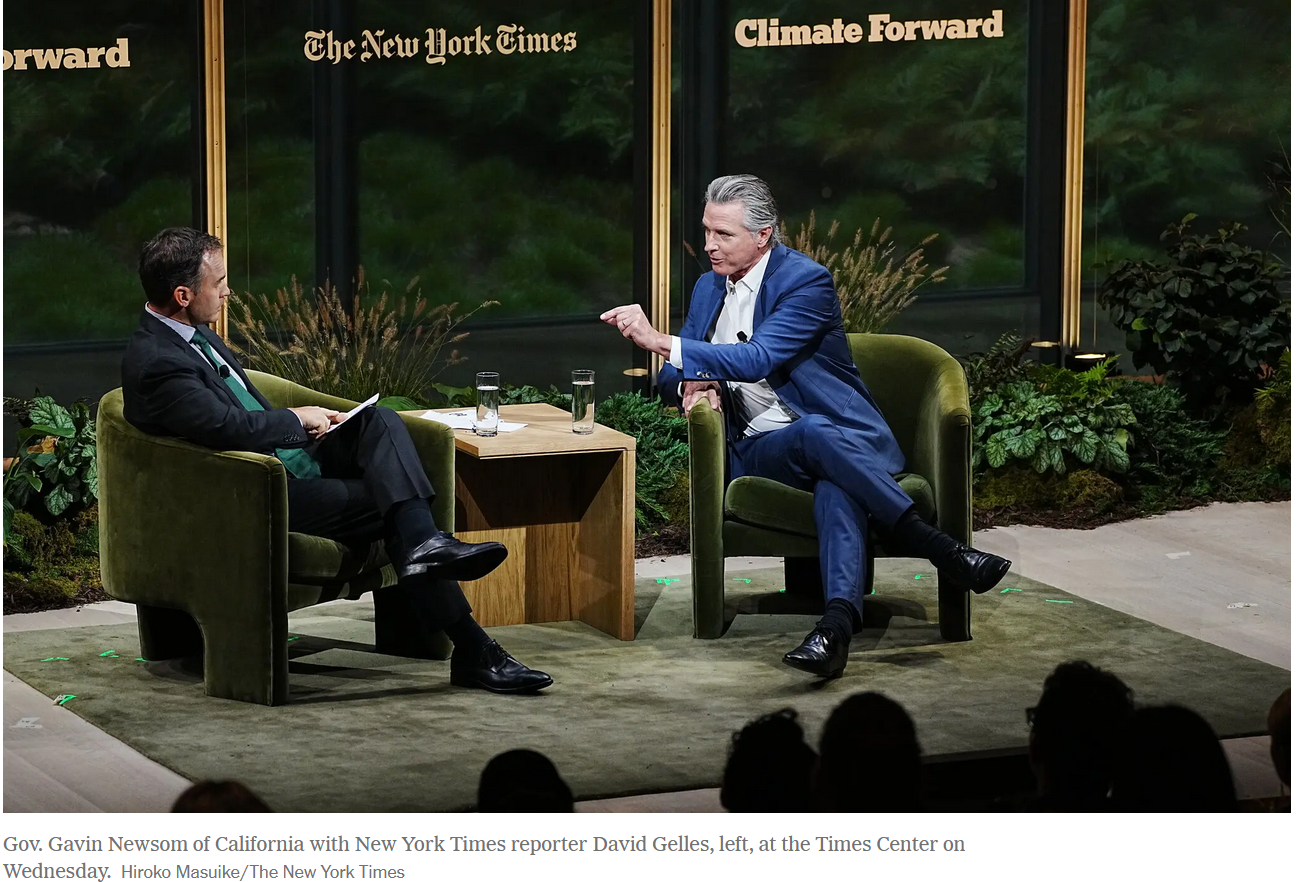 orward
The New York Times
Climate Forward
Gov. Gavin Newsom of California with New York Times reporter David Gelles, left, at the Times Center on
Wednesday. Hiroko Masuike/The New York Times